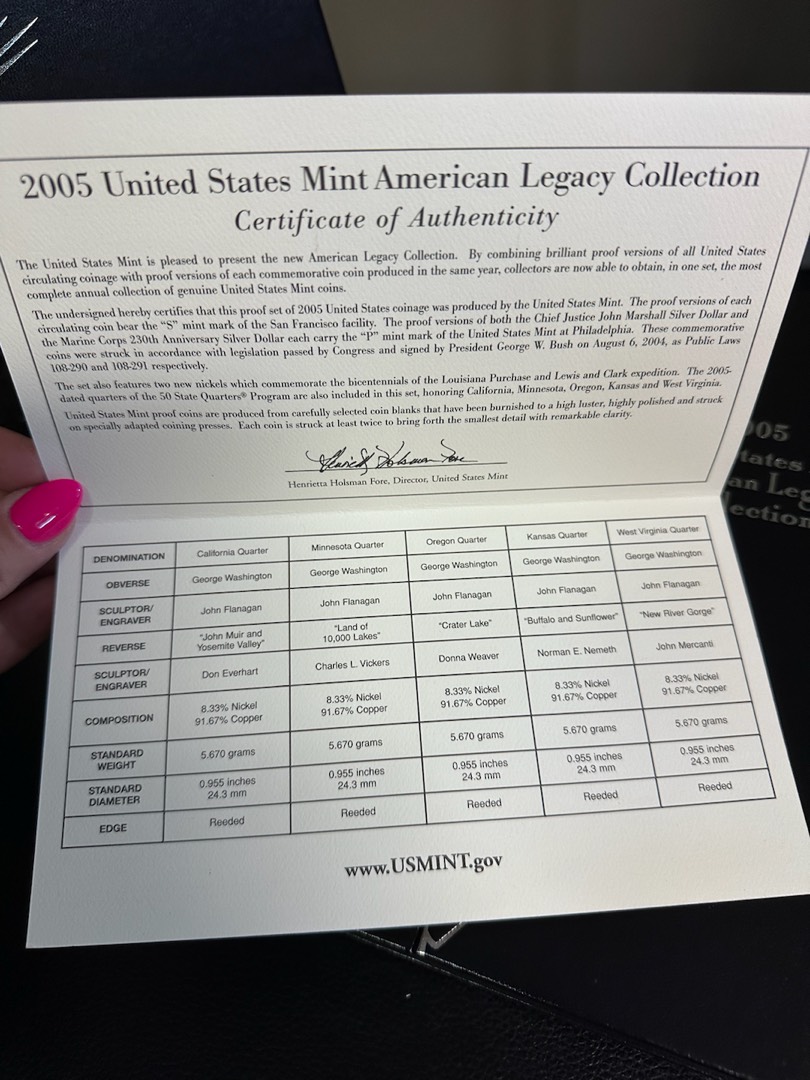 2005 United States Mint American Legacy Collection
Certificate of Authenticity
The United States Mint is pleased to present the new American Legacy Collection. By combining brilliant proof versions of all United States
circulating coinage with proof versions of each commemorative coin produced in the same year, collectors are now able to obtain, in one set, the most
complete annual collection of genuine United States Mint coins.
The undersigned hereby certifies that this proof set of 2005 United States coinage was produced by the United States Mint. The proof versions of each
circulating coin bear the “S” mint mark of the San Francisco facility. The proof versions of both the Chief Justice John Marshall Silver Dollar and
the Marine Corps 230th Anniversary Silver Dollar each carry the “P” mint mark of the United States Mint at Philadelphia. These commemorative
coins were struck in accordance with legislation passed by Congress and signed by President George W. Bush on August 6, 2004, as Public Laws
108-290 and 108-291 respectively.
The set also features two new nickels which commemorate the bicentennials of the Louisiana Purchase and Lewis and Clark expedition. The 2005-
dated quarters of the 50 State Quarters® Program are also included in this set, honoring California, Minnesota, Oregon, Kansas and West Virginia.
United States Mint proof coins are produced from carefully selected coin blanks that have been burnished to a high luster, highly polished and struck
on specially adapted coining presses. Each coin is struck at least twice to bring forth the smallest detail with remarkable clarity.
Henrietta Holsman Fore
Henrietta Holsman Fore, Director, United States Mint
DENOMINATION California Quarter Minnesota Quarter Oregon Quarter Kansas Quarter West Virginia Quarter
OBVERSE George Washington George Washington George Washington George Washington George Washington
SCULPTOR/
ENGRAVER John Flanagan John Flanagan John Flanagan John Flanagan John Flanagan
REVERSE “John Muir and
Yosemite Valley” “Land of
10,000 Lakes” “Crater Lake” “Buffalo and Sunflower” “New River Gorge”
SCULPTOR/
ENGRAVER Don Everhart Charles L. Vickers Donna Weaver Norman E. Nemeth John Mercanti
COMPOSITION 8.33% Nickel
91.67% Copper 8.33% Nickel
91.67% Copper 8.33% Nickel
91.67% Copper 8.33% Nickel
91.67% Copper 8.33% Nickel
91.67% Copper
STANDARD
WEIGHT 5.670 grams 5.670 grams 5.670 grams 5.670 grams 5.670 grams
STANDARD
DIAMETER 0.955 inches
24.3 mm 0.955 inches
24.3 mm 0.955 inches
24.3 mm 0.955 inches
24.3 mm 0.955 inches
24.3 mm
EDGE Reeded Reeded Reeded Reeded Reeded
www.USMINT.gov
005
tates
an Leg
lection